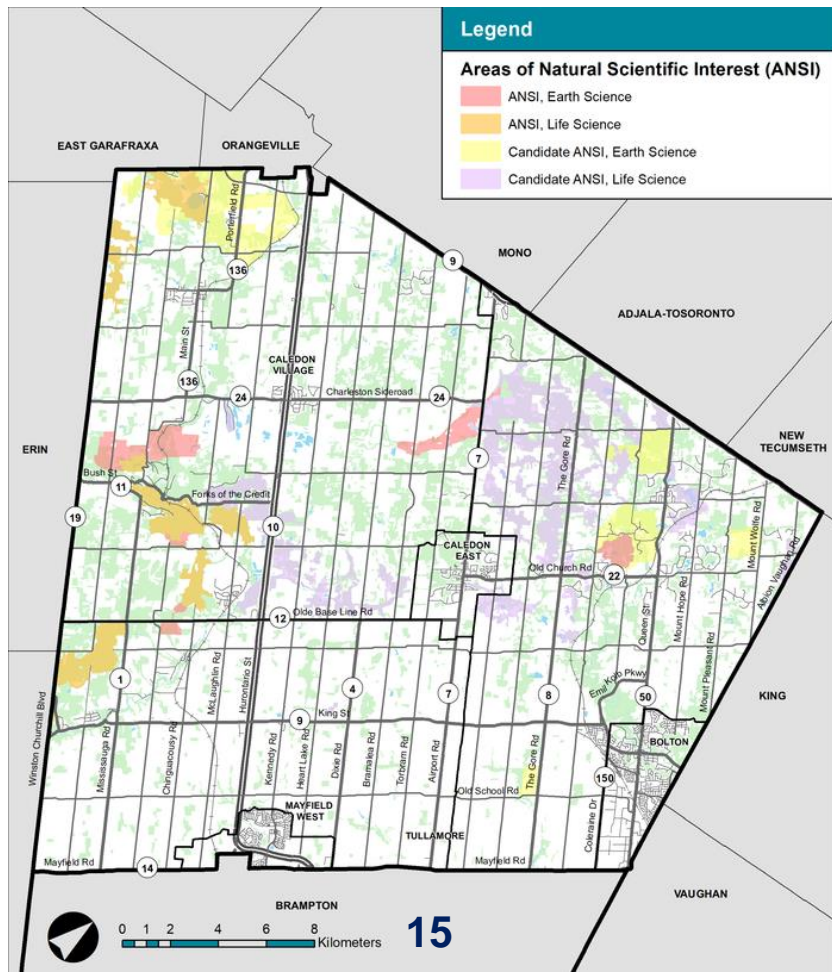 Legend
Areas of Natural Scientific Interest (ANSI)
ANSI, Earth Science
ANSI, Life Science
Candidate ANSI, Earth Science
Candidate ANSI, Life Science
EAST GARAFRAXA
ORANGEVILLE
Porterfield Rd
136
9
MONO
ADJALA-TOSORONTO
Main St
136
CALEDON
VILLAGE
24
Charleston Sideroad
24
ERIN
NEW
TECUMSETH
7
The Gore Rd
Bush St
11
Forks of the Credit
19
10
CALEDON
EAST
Old Church Rd
22
Mount Wolfe Rd
Albion Vaughan Rd
12
Olde Base Line Rd
Queen St
Mount Hope Rd
Mount Pleasant Rd
KING
McLaughlin Rd
Hurontario St
1
4
7
8
Emil Kolb Pkwy
50
9
King St
BOLTON
Winston Churchill Blvd
Mississauga Rd
Chinguacousy Rd
Kennedy Rd
Heart Lake Rd
Dixie Rd
Bramalea Rd
Torbram Rd
Airport Rd
The Gore Rd
Old School Rd
150
Coleraine Dr
MAYFIELD
WEST
TULLAMORE
Mayfield Rd
14
Mayfield Rd
BRAMPTON
VAUGHAN
0 1 2 4 6 8
Kilometers
15